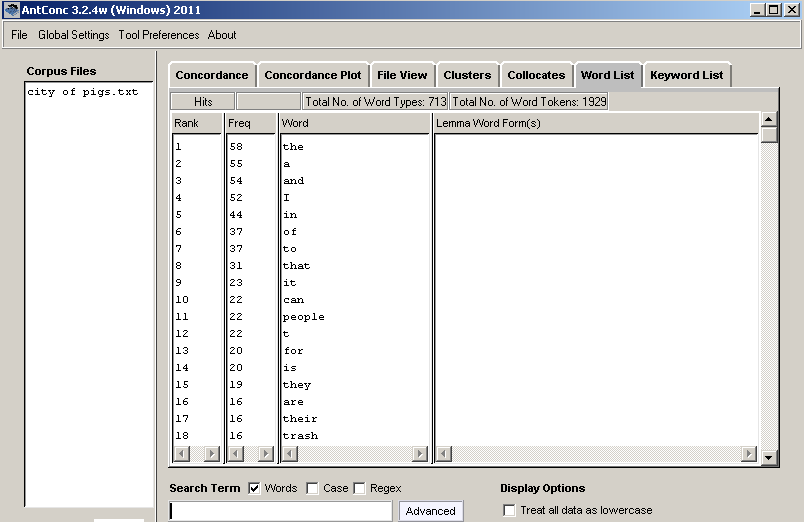 AntConc 3.2.4w (Windows) 2011
File Global Settings Tool Preferences About
Corpus Files
city of pigs.txt
Concordance Concordance Plot File View Clusters Collocates Word List Keyword List
Hits Total No. of Word Types: 713 Total No. of Word Tokens: 1929
Rank Freq Word Lemma Word Form(s)
1 58 the
2 55 a
3 54 and
4 52 I
5 44 in
6 37 of
7 37 to
8 31 that
9 23 it
10 22 can
11 22 people
12 22 t
13 20 for
14 20 is
15 19 they
16 16 are
17 16 their
18 16 trash
Search Term Words Case Regex
Advanced
Display Options
Treat all data as lowercase